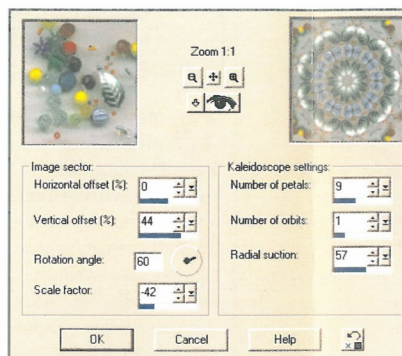 Zoom 1:1
Image sector:
Horizontal offset (%): 0
Vertical offset (%): 44
Rotation angle: 60
Scale factor: -42
Kaleidoscope settings:
Number of petals: 9
Number of orbits: 1
Radial suction: 57
OK Cancel Help